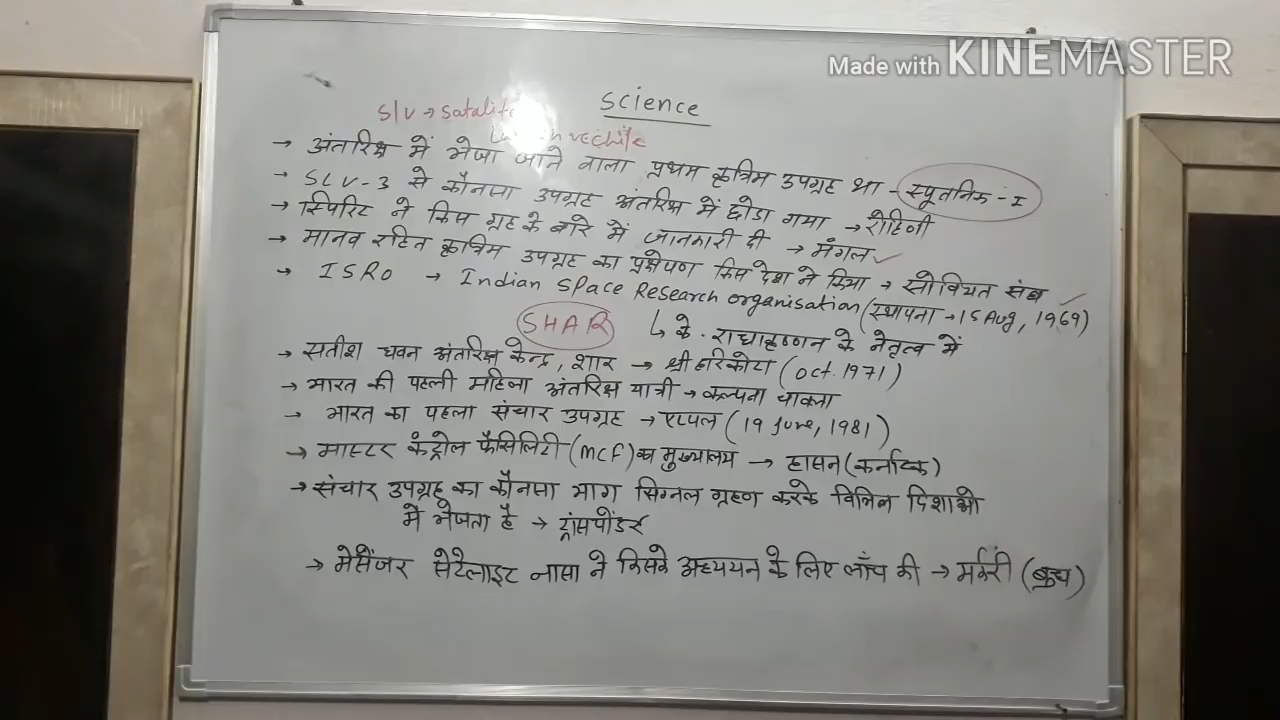 Made with KINEMASTER
Science
SLV → Satalite
vechile
→ अंतरिक्ष में भेजा जाने वाला प्रथम कृत्रिम उपग्रह था - स्पूतनिक - I
→ SLV-3 से कौनसा उपग्रह अंतरिक्ष में छोडा गया → रोहिणी
→ स्पिरिट ने किस ग्रह के बारे में जानकारी दी → मंगल
→ मानव रहित कृत्रिम उपग्रह का प्रक्षेपण किस देश ने किया → सोवियत संघ
→ ISRO → Indian Space Research organisation (स्थापना → 15 Aug, 1969)
SHAR
↳ के. राधाकृष्णन के नेतृत्व में
→ सतीश धवन अंतरिक्ष केन्द्र, शार → श्री हरिकोटा (oct. 1971)
→ भारत की पहली महिला अंतरिक्ष यात्री → कल्पना चावला
→ भारत का पहला संचार उपग्रह → एप्पल (19 June, 1981)
→ मास्टर कंट्रोल फैसिलिटी (MCF) का मुख्यालय → हासन (कर्नाटक)
→ संचार उपग्रह का कौनसा भाग सिग्नल ग्रहण करके विभिन्न दिशाओ
में भेजता है → ट्रांसपोंडर्स
→ मेसेंजर सेटेलाइट नासा ने किसके अध्ययन के लिए लाँच की → मर्करी (बुध)